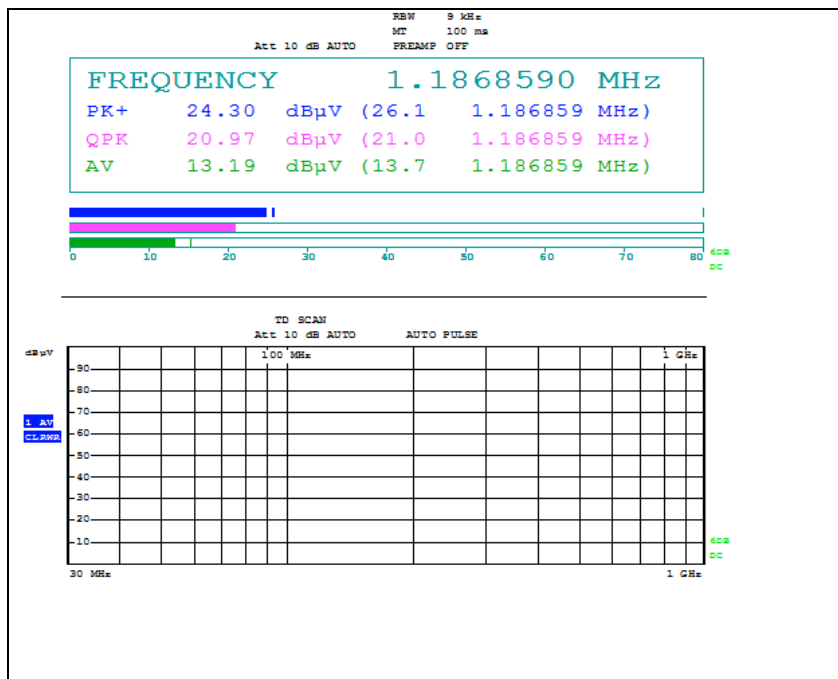 RBW 9 kHz
MT 100 ms
Att 10 dB AUTO PREAMP OFF
FREQUENCY 1.1868590 MHz
PK+ 24.30 dBµV (26.1 1.186859 MHz)
QPK 20.97 dBµV (21.0 1.186859 MHz)
AV 13.19 dBµV (13.7 1.186859 MHz)
0 10 20 30 40 50 60 70 80
6DB
DC
TD SCAN
Att 10 dB AUTO AUTO PULSE
dBµV
100 MHz 1 GHz
90
80
70
1 AV
CLRWR
60
50
40
30
20
10
6DB
DC
30 MHz 1 GHz